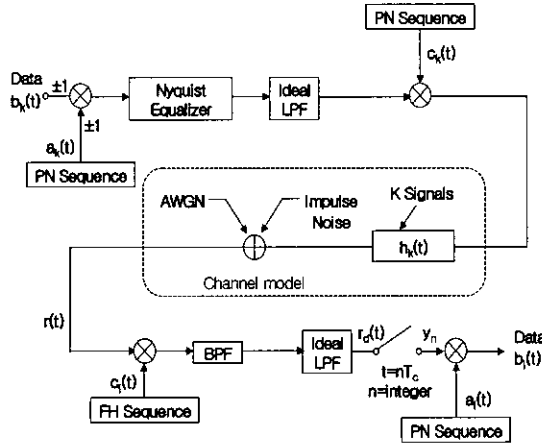 PN Sequence
c_k(t)
Data
b_k(t)
±1
Nyquist
Equalizer
Ideal
LPF
±1
a_k(t)
PN Sequence
AWGN
Impulse
Noise
K Signals
h_k(t)
Channel model
r(t)
BPF
Ideal
LPF
r_d(t)
y_n
Data
b_i(t)
t=nT_c
n=integer
c_i(t)
FH Sequence
a_i(t)
PN Sequence